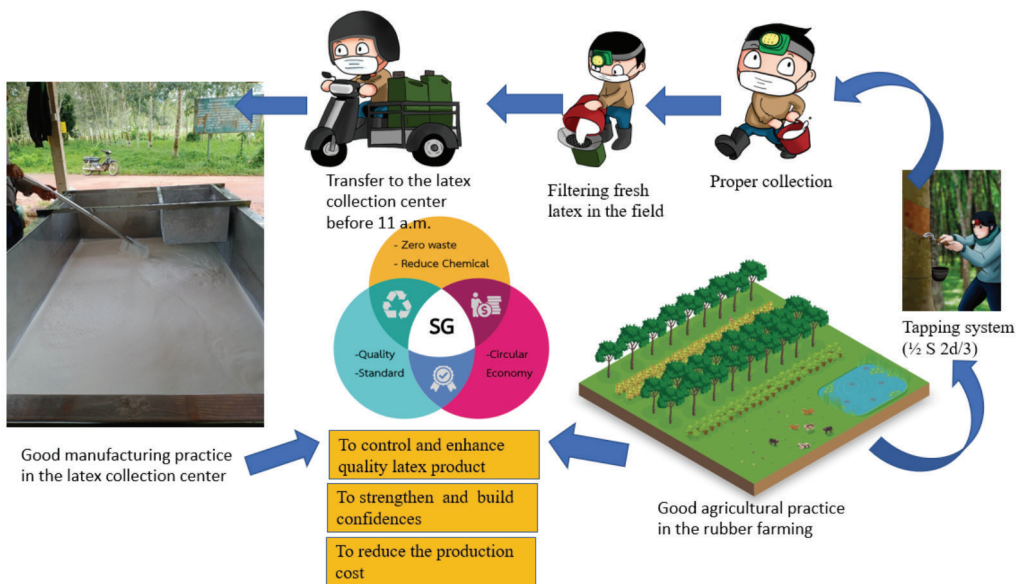 Transfer to the latex
collection center
before 11 a.m.
Filtering fresh
latex in the field
Proper collection
Tapping system
(½ S 2d/3)
- Zero waste
- Reduce Chemical
SG
-Quality
-Standard
-Circular
Economy
Good manufacturing practice
in the latex collection center
To control and enhance
quality latex product
To strengthen and build
confidences
To reduce the production
cost
Good agricultural practice
in the rubber farming